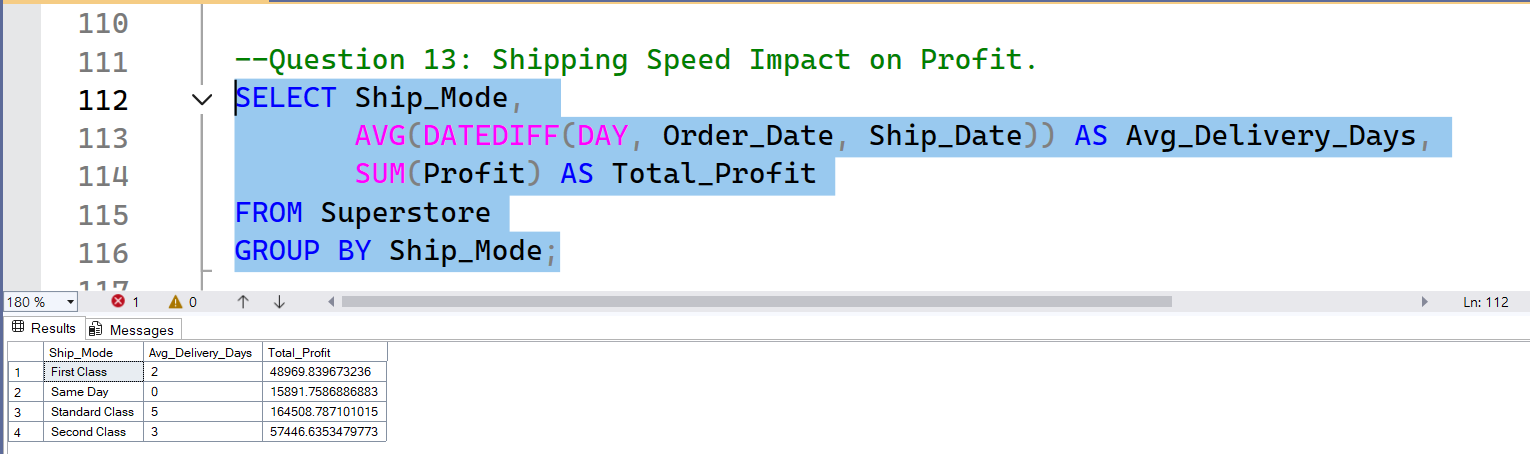 110
111 --Question 13: Shipping Speed Impact on Profit.
112 SELECT Ship_Mode,
113 AVG(DATEDIFF(DAY, Order_Date, Ship_Date)) AS Avg_Delivery_Days,
114 SUM(Profit) AS Total_Profit
115 FROM Superstore
116 GROUP BY Ship_Mode;
117
180 % 1 0 Ln: 112
Results Messages
Ship_Mode Avg_Delivery_Days Total_Profit
1 First Class 2 48969.839673236
2 Same Day 0 15891.7586886883
3 Standard Class 5 164508.787101015
4 Second Class 3 57446.6353479773